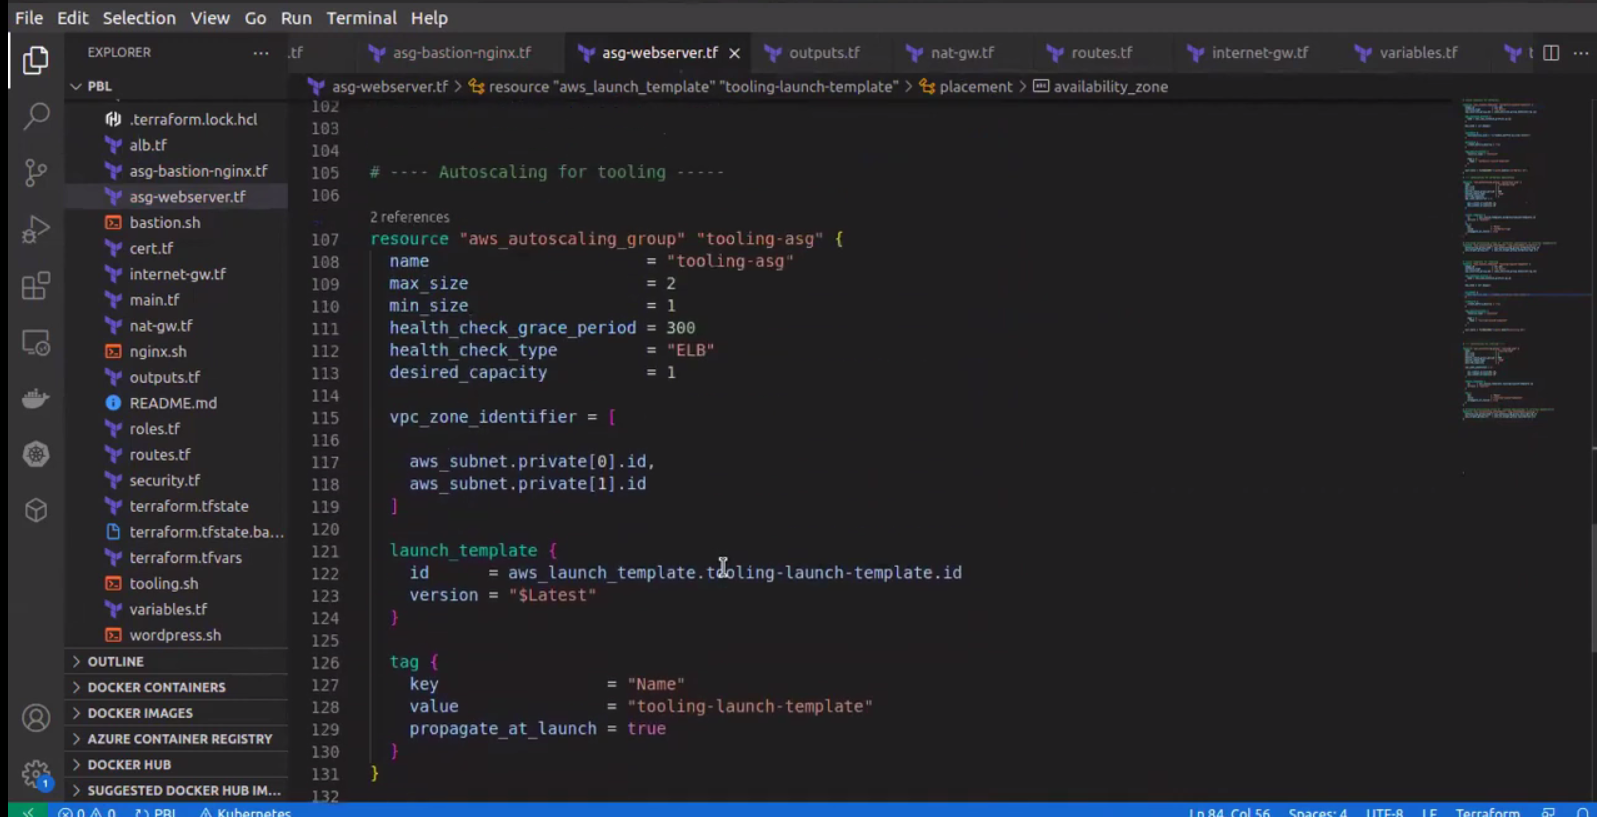 File Edit Selection View Go Run Terminal Help
EXPLORER ··· .tf asg-bastion-nginx.tf asg-webserver.tf × outputs.tf nat-gw.tf routes.tf internet-gw.tf variables.tf ···
PBL
asg-webserver.tf > resource "aws_launch_template" "tooling-launch-template" > placement > abc availability_zone
.terraform.lock.hcl
alb.tf
asg-bastion-nginx.tf
asg-webserver.tf
bastion.sh
cert.tf
internet-gw.tf
main.tf
nat-gw.tf
nginx.sh
outputs.tf
README.md
roles.tf
routes.tf
security.tf
terraform.tfstate
terraform.tfstate.ba...
terraform.tfvars
tooling.sh
variables.tf
wordpress.sh
OUTLINE
DOCKER CONTAINERS
DOCKER IMAGES
AZURE CONTAINER REGISTRY
DOCKER HUB
SUGGESTED DOCKER HUB IM...
1
102
103
104
105 # ---- Autoscaling for tooling -----
106
2 references
107 resource "aws_autoscaling_group" "tooling-asg" {
108 name = "tooling-asg"
109 max_size = 2
110 min_size = 1
111 health_check_grace_period = 300
112 health_check_type = "ELB"
113 desired_capacity = 1
114
115 vpc_zone_identifier = [
116
117 aws_subnet.private[0].id,
118 aws_subnet.private[1].id
119 ]
120
121 launch_template {
122 id = aws_launch_template.tooling-launch-template.id
123 version = "$Latest"
124 }
125
126 tag {
127 key = "Name"
128 value = "tooling-launch-template"
129 propagate_at_launch = true
130 }
131 }
132
0 0 PBL Kubernetes Ln 84, Col 56 Spaces: 4 UTF-8 LF Terraform